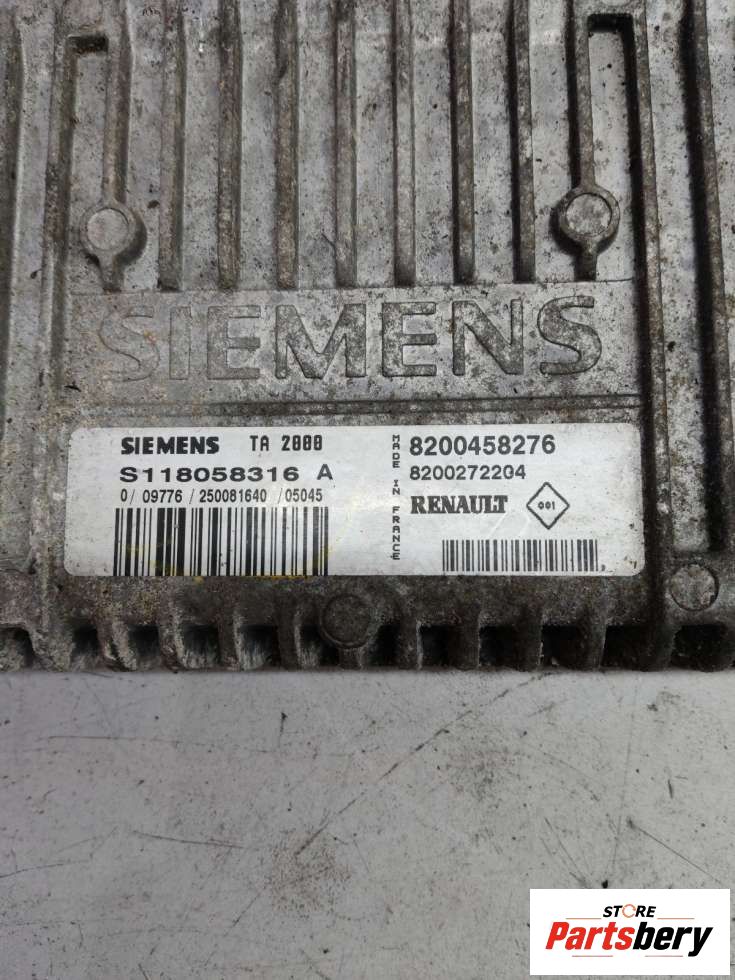 SIEMENS
SIEMENS TA 2000
S118058316 A
0/ 09776 / 250081640 / 05045
MADE IN FRANCE
8200458276
8200272204
RENAULT 001
STORE
Partsbery